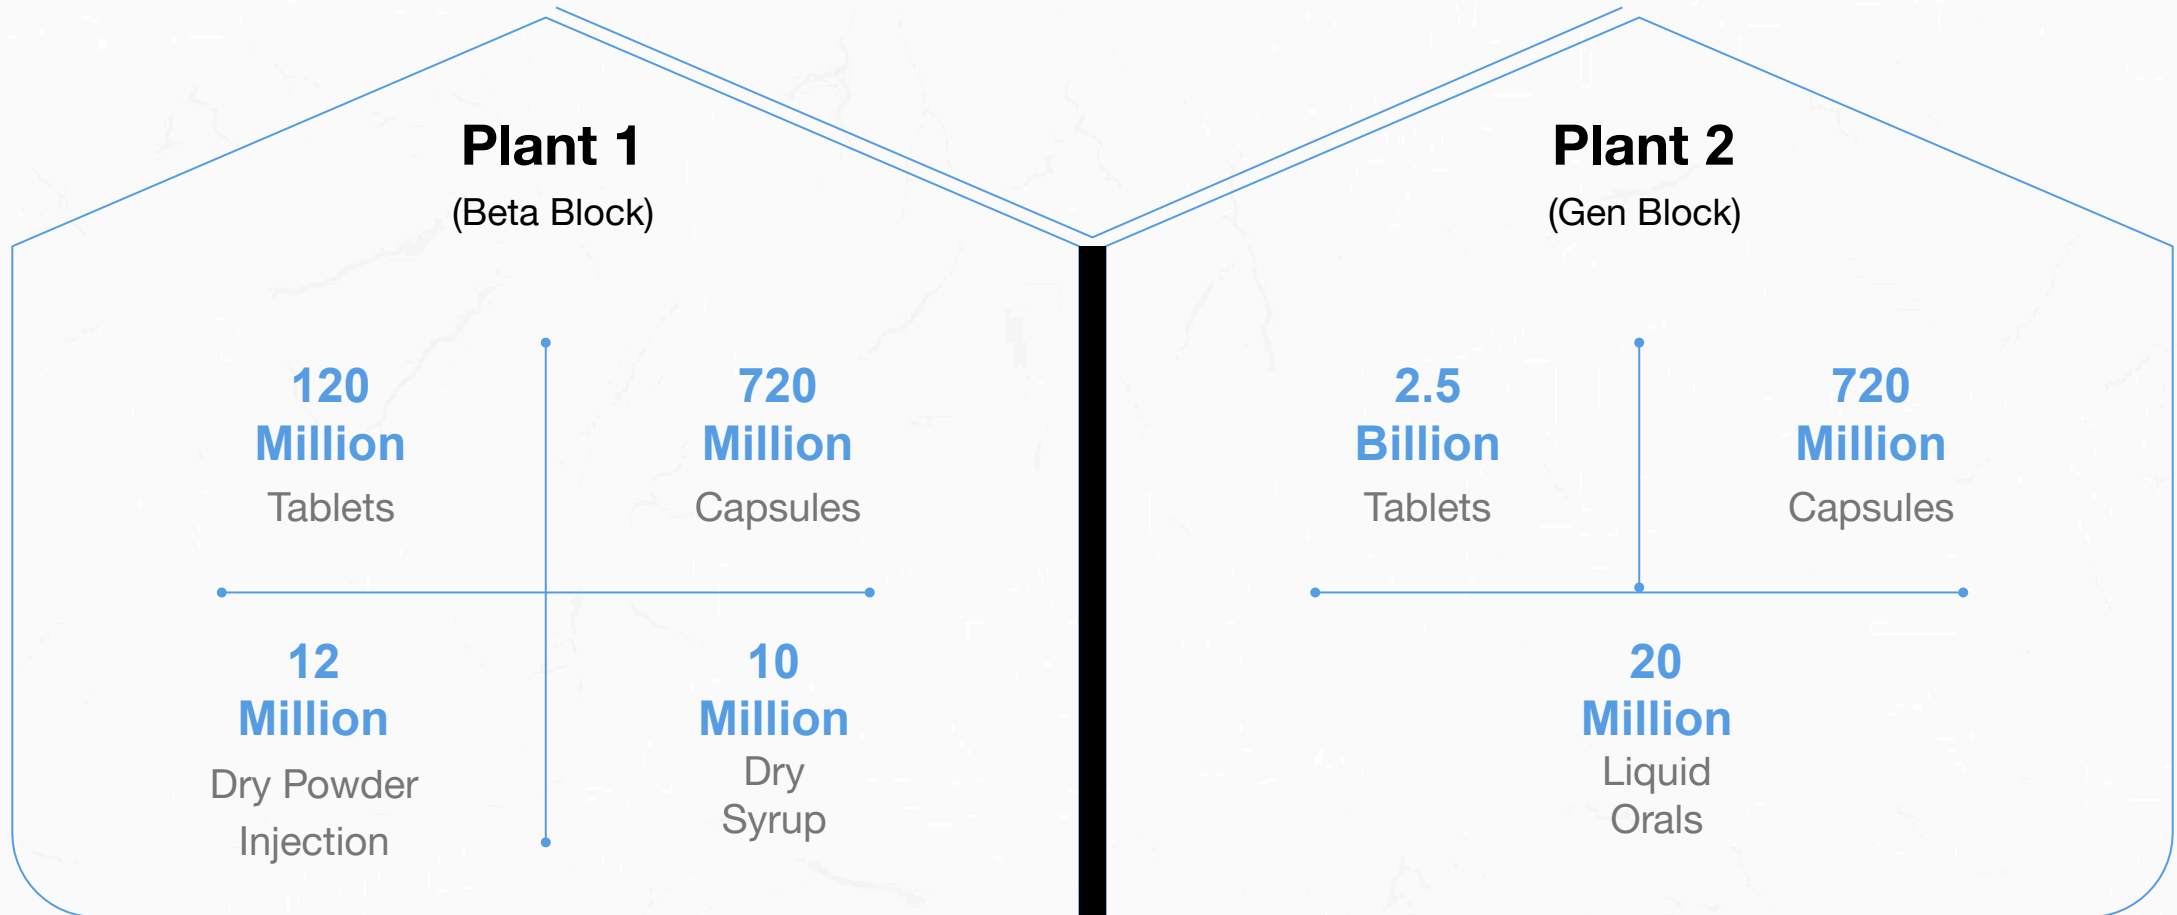 Plant 1
(Beta Block)
120
Million
Tablets
720
Million
Capsules
12
Million
Dry Powder
Injection
10
Million
Dry
Syrup
Plant 2
(Gen Block)
2.5
Billion
Tablets
720
Million
Capsules
20
Million
Liquid
Orals